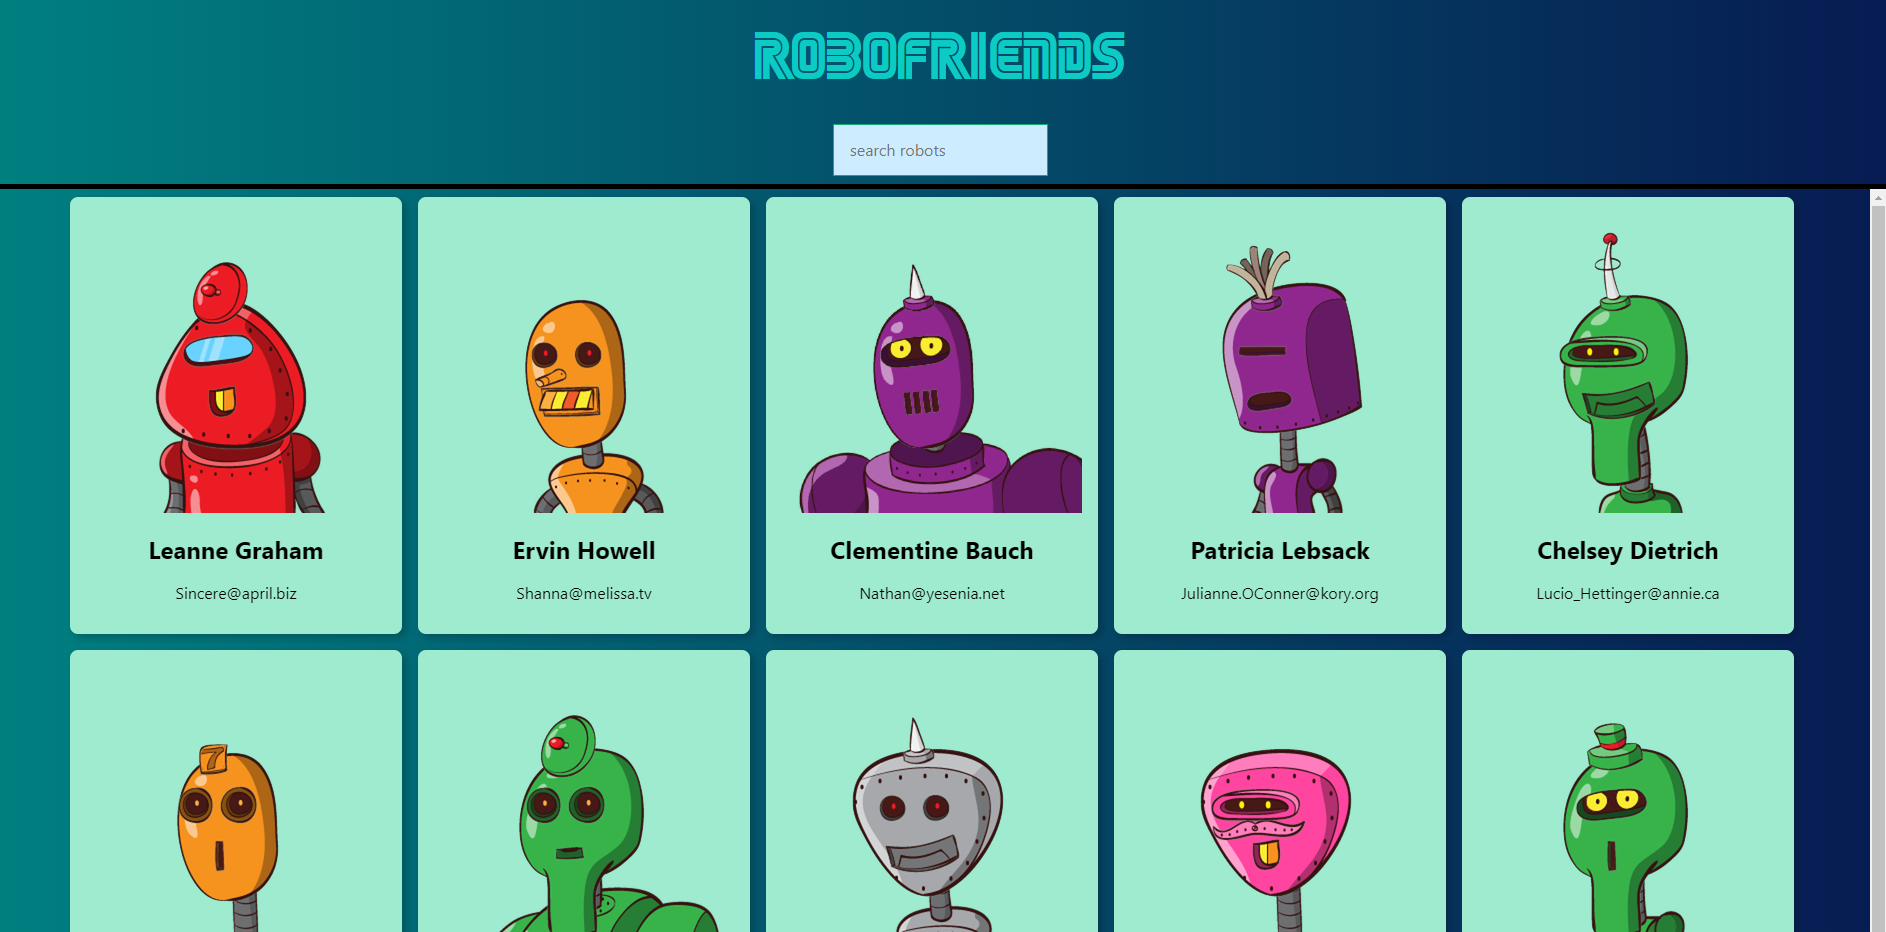 ROBOFRIENDS
search robots
Leanne Graham
Sincere@april.biz
Ervin Howell
Shanna@melissa.tv
Clementine Bauch
Nathan@yesenia.net
Patricia Lebsack
Julianne.OConner@kory.org
Chelsey Dietrich
Lucio_Hettinger@annie.ca
7